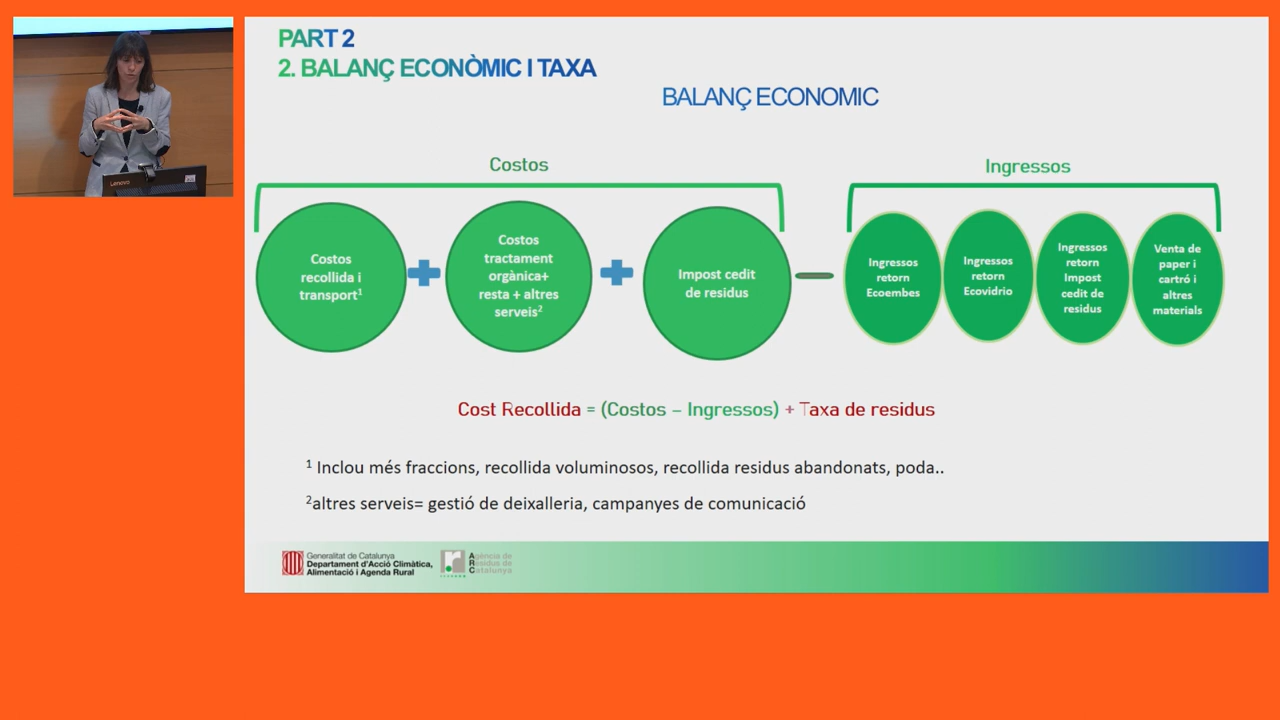 PART 2
2. BALANÇ ECONÒMIC I TAXA
BALANÇ ECONOMIC
Costos
Ingressos
Costos
recollida i
transport¹
Costos
tractament
orgànica+
resta + altres
serveis²
Impost cedit
de residus
Ingressos
retorn
Ecoembes
Ingressos
retorn
Ecovidrio
Ingressos
retorn
Impost
cedit de
residus
Venta de
paper i
cartró i
altres
materials
Cost Recollida = (Costos – Ingressos) + Taxa de residus
¹ Inclou més fraccions, recollida voluminosos, recollida residus abandonats, poda..
²altres serveis= gestió de deixalleria, campanyes de comunicació
Generalitat de Catalunya
Departament d'Acció Climàtica,
Alimentació i Agenda Rural
Agència de
Residus de
Catalunya
Lenovo